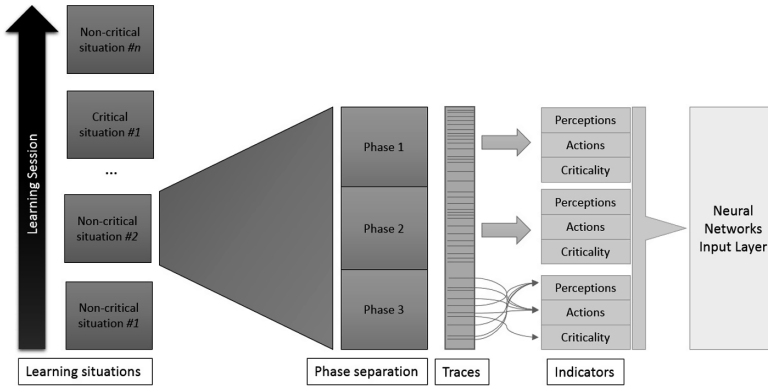 Learning Session
Non-critical
situation #n
Critical
situation #1
...
Non-critical
situation #2
Non-critical
situation #1
Learning situations
Phase 1
Phase 2
Phase 3
Phase separation
Traces
Perceptions
Actions
Criticality
Perceptions
Actions
Criticality
Perceptions
Actions
Criticality
Indicators
Neural
Networks
Input Layer